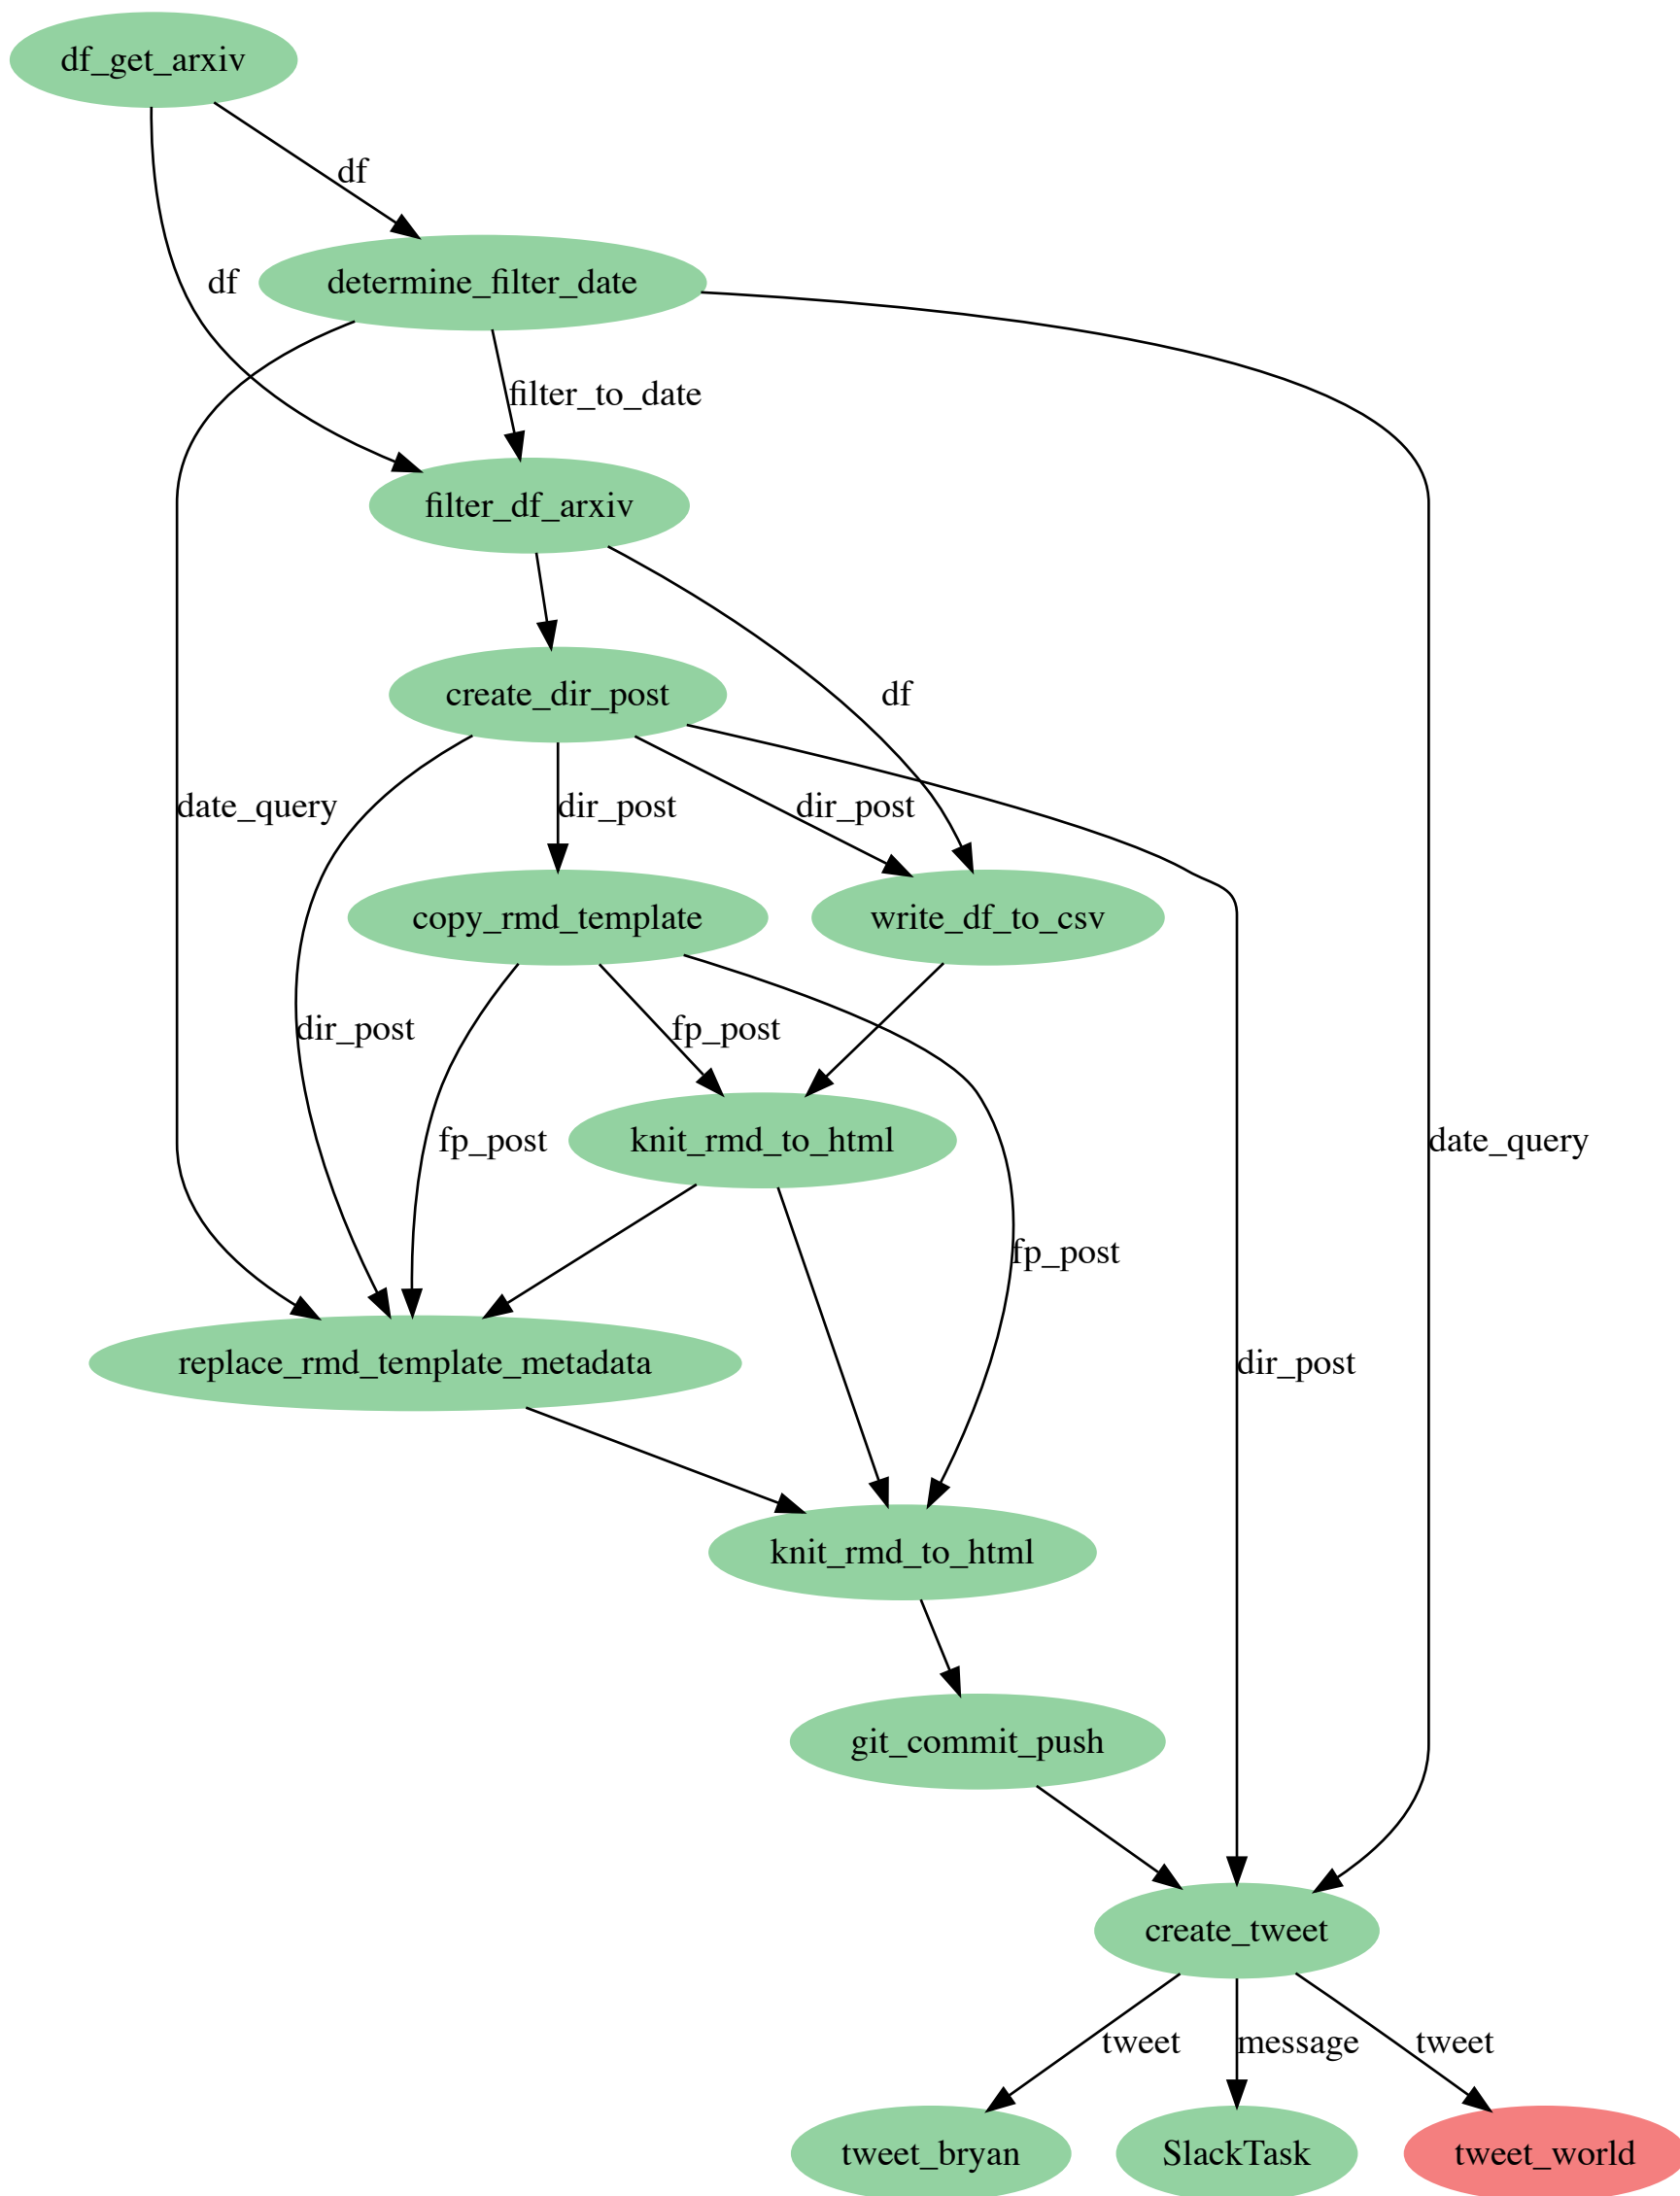 df_get_arxiv
df
determine_filter_date
df
filter_to_date
filter_df_arxiv
create_dir_post
df
date_query
dir_post
dir_post
copy_rmd_template
write_df_to_csv
dir_post
fp_post
fp_post
knit_rmd_to_html
date_query
fp_post
replace_rmd_template_metadata
dir_post
knit_rmd_to_html
git_commit_push
create_tweet
tweet
message
tweet
tweet_bryan
SlackTask
tweet_world